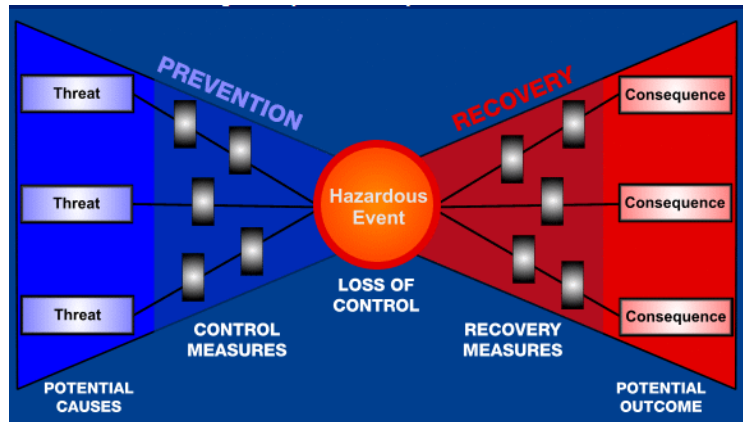 PREVENTION
RECOVERY
Threat
Consequence
Threat
Hazardous
Event
Consequence
LOSS OF
CONTROL
Threat
Consequence
CONTROL
MEASURES
RECOVERY
MEASURES
POTENTIAL
CAUSES
POTENTIAL
OUTCOME